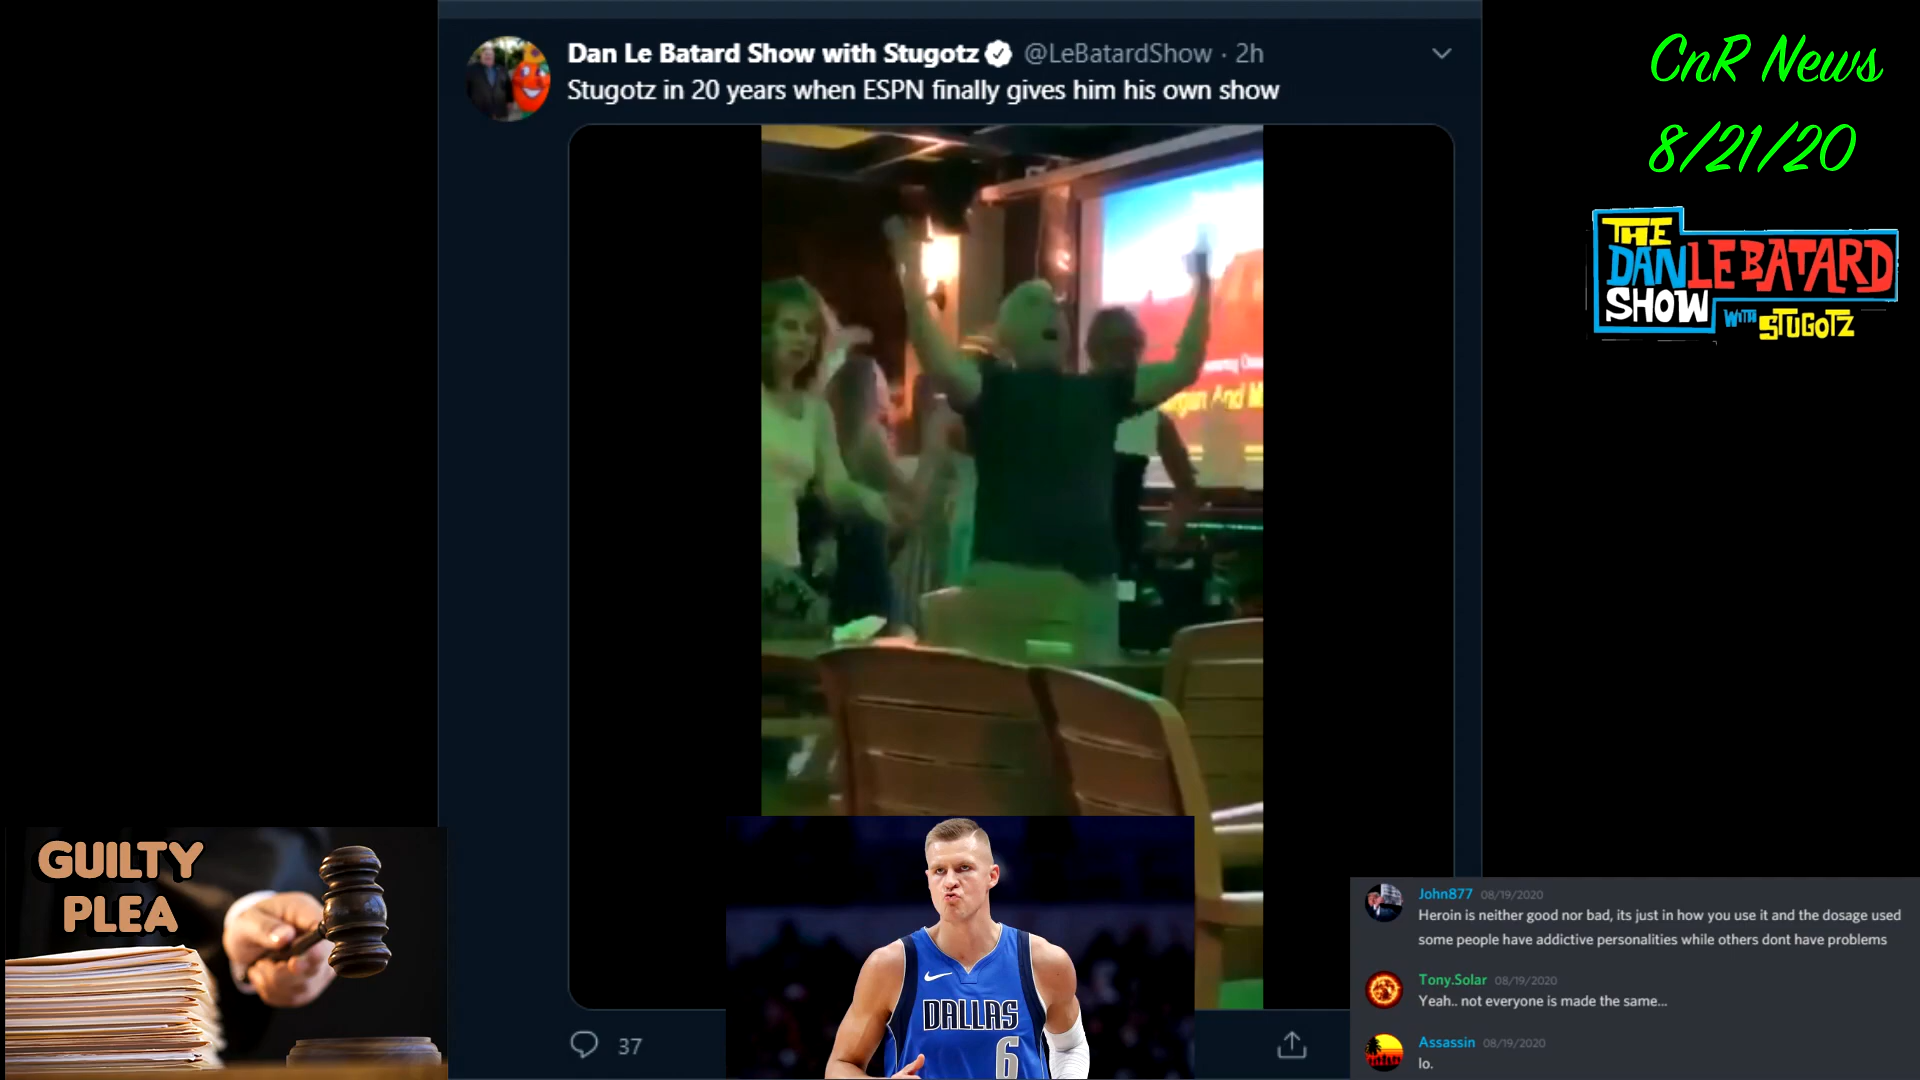 Dan Le Batard Show with Stugotz @LeBatardShow · 2h
Stugotz in 20 years when ESPN finally gives him his own show
CnR News
8/21/20
THE
DAN LE BATARD
SHOW WITH STUGOTZ
And M
GUILTY
PLEA
DALLAS
6
37
John877 08/19/2020
Heroin is neither good nor bad, its just in how you use it and the dosage used
some people have addictive personalities while others dont have problems
Tony.Solar 08/19/2020
Yeah.. not everyone is made the same...
Assassin 08/19/2020
lo.